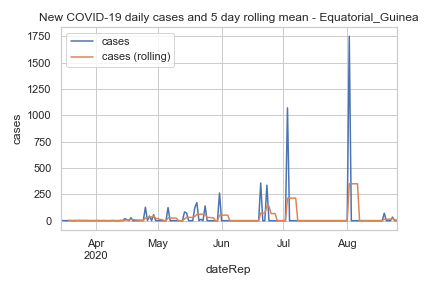 New COVID-19 daily cases and 5 day rolling mean - Equatorial_Guinea
cases
cases (rolling)
1750
1500
1250
1000
750
500
250
0
cases
Apr
2020
May
Jun
Jul
Aug
dateRep